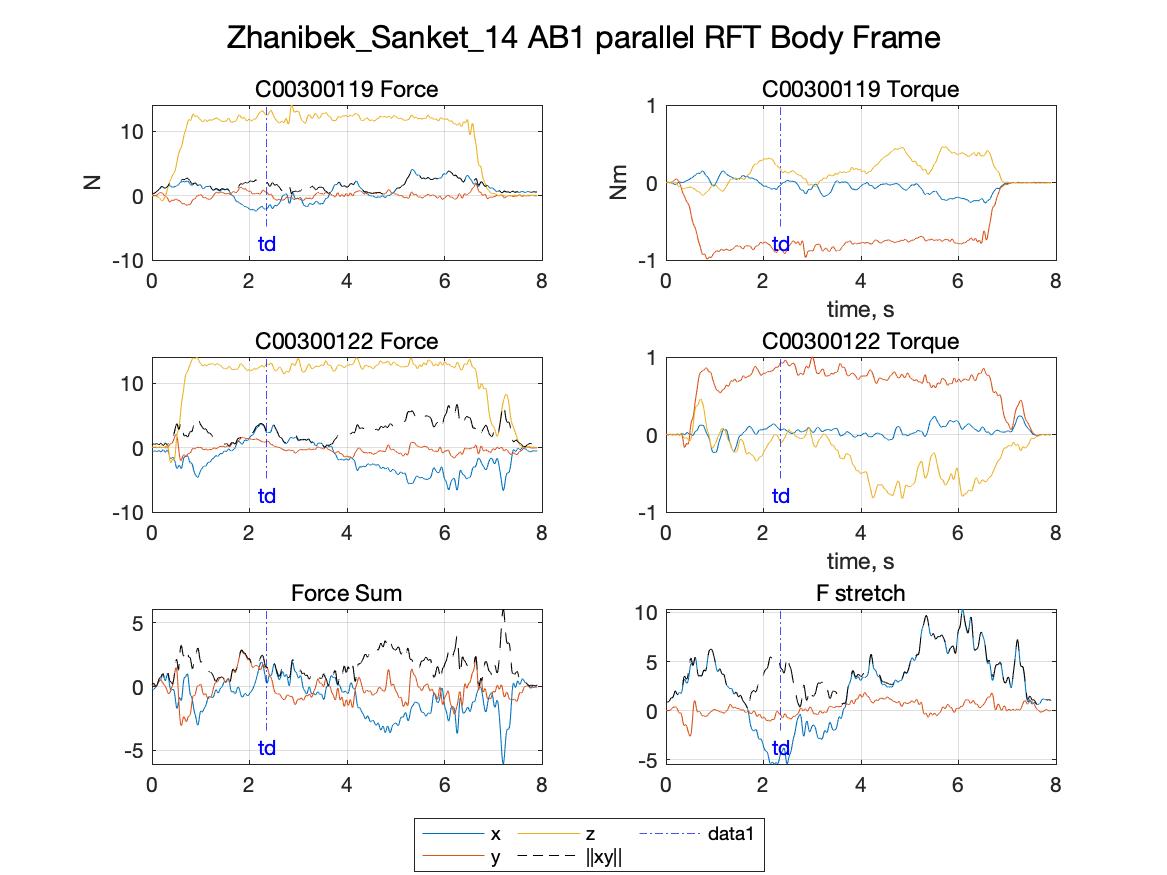 Zhanibek_Sanket_14 AB1 parallel RFT Body Frame
C00300119 Force
N
10
0
-10
td
0 2 4 6 8
C00300119 Torque
Nm
1
0
-1
td
0 2 4 6 8
time, s
C00300122 Force
10
0
-10
td
0 2 4 6 8
C00300122 Torque
1
0
-1
td
0 2 4 6 8
time, s
Force Sum
5
0
-5
td
0 2 4 6 8
F stretch
10
5
0
-5
td
0 2 4 6 8
x z data1
y ||xy||